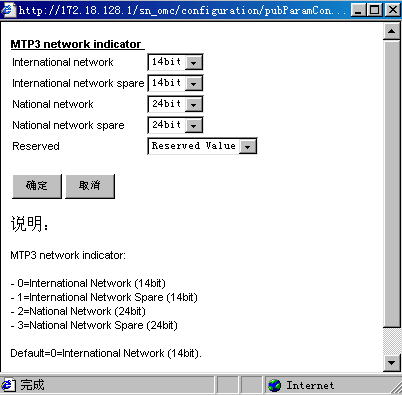 http://172.18.128.1/sn_omc/configuration/pubParamCon...
MTP3 network indicator
International network 14bit
International network spare 14bit
National network 24bit
National network spare 24bit
Reserved Reserved Value
确定 取消
说明：
MTP3 network indicator:
- 0=International Network (14bit)
- 1=International Network Spare (14bit)
- 2=National Network (24bit)
- 3=National Network Spare (24bit)
Default=0=International Network (14bit).
完成 Internet